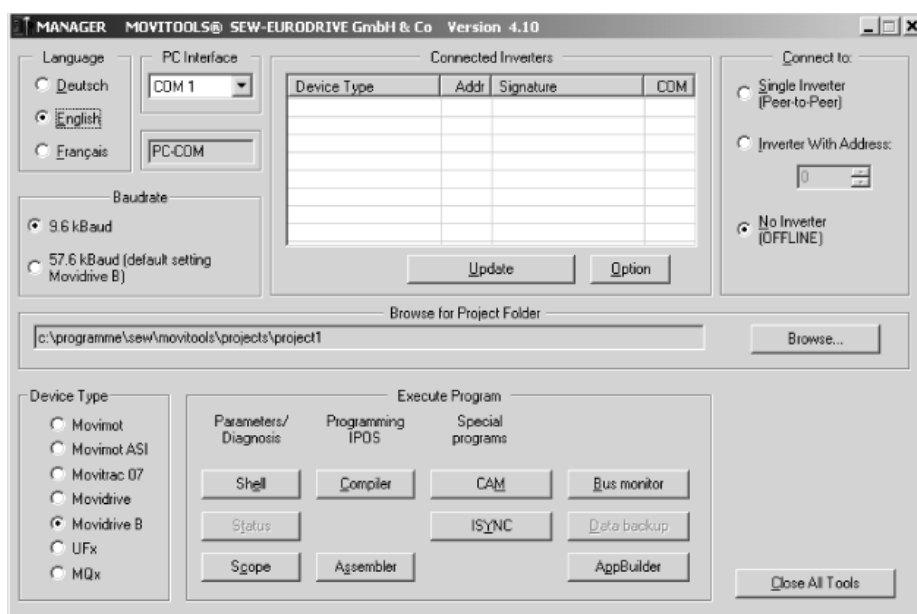 MANAGER MOVITOOLS® SEW-EURODRIVE GmbH & Co Version 4.10
Language
Deutsch
English
Français
PC Interface
COM 1
PC-COM
Baudrate
9.6 kBaud
57.6 kBaud (default setting
Movidrive B)
Connected Inverters
Device Type Addr Signature COM
Update
Option
Connect to:
Single Inverter
(Peer-to-Peer)
Inverter With Address:
0
No Inverter
(OFFLINE)
Browse for Project Folder
c:\programme\sew\movitools\projects\project1
Browse...
Device Type
Movimot
Movimot ASI
Movitrac 07
Movidrive
Movidrive B
UFx
MQx
Execute Program
Parameters/
Diagnosis
Shell
Status
Scope
Programming
IPOS
Compiler
Assembler
Special
programs
CAM
ISYNC
Bus monitor
Data backup
AppBuilder
Close All Tools